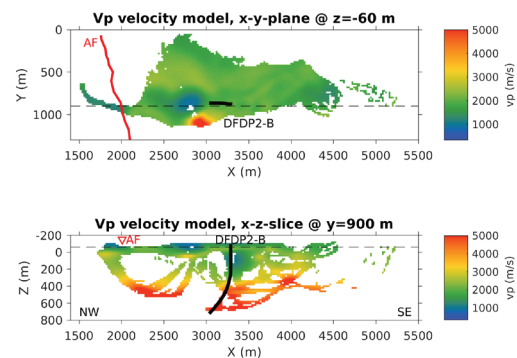 Vp velocity model, x-y-plane @ z=-60 m
AF
DFDP2-B
0
500
1000
Y (m)
1500 2000 2500 3000 3500 4000 4500 5000 5500
X (m)
5000
4000
3000
2000
1000
vp (m/s)
Vp velocity model, x-z-slice @ y=900 m
▽AF
DFDP2-B
-200
0
200
400
600
800
Z (m)
NW
SE
1500 2000 2500 3000 3500 4000 4500 5000 5500
X (m)
5000
4000
3000
2000
1000
vp (m/s)